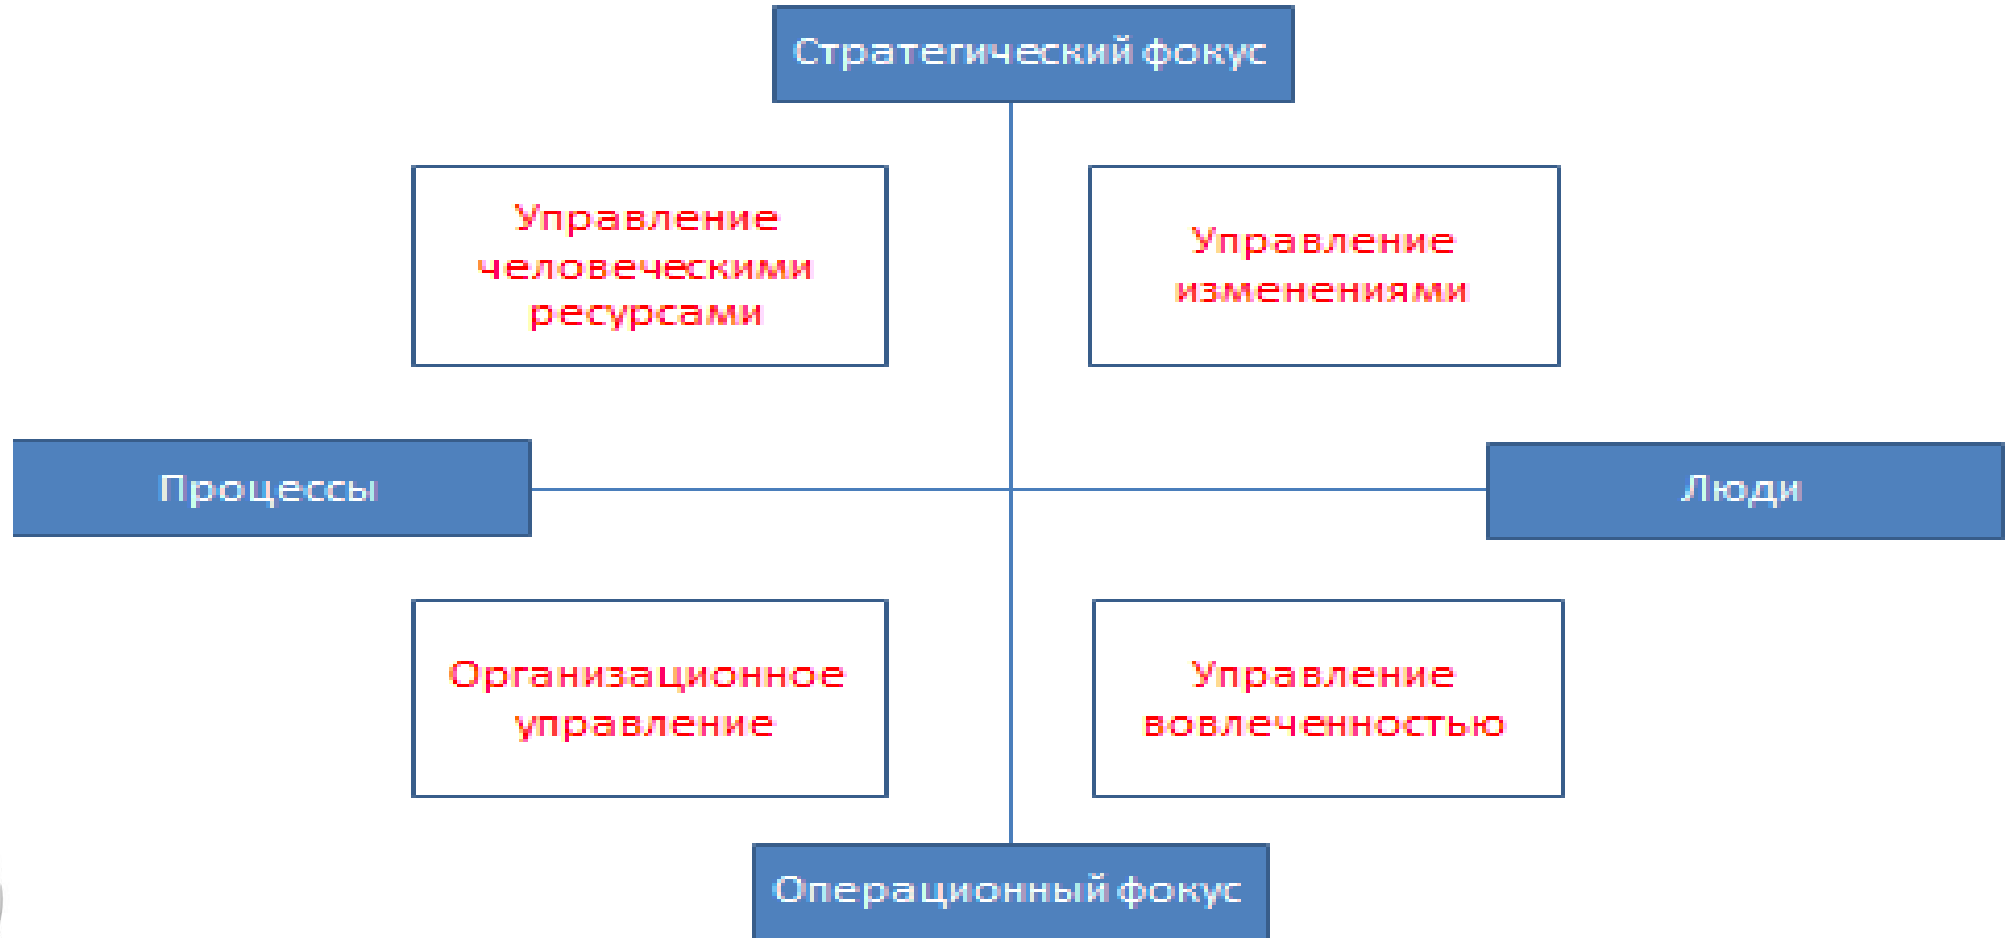 Стратегический фокус
Управление
человеческими
ресурсами
Управление
изменениями
Процессы
Люди
Организационное
управление
Управление
вовлеченностью
Операционный фокус